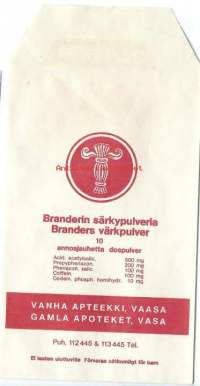 Branderin särkypulveria
Branders värkpulver
10
annosjauhetta dospulver
Acid. acetylosalic. 500 mg
Propyphenazon. 200 mg
Phenazon. salic. 100 mg
Coffein. 100 mg
Codein. phosph. hemihydr. 10 mg
VANHA APTEEKKI, VAASA
GAMLA APOTEKET, VASA
Puh. 112 445 & 113 445 Tel.
Ei lasten ulottuville Förvaras oåtkomligt för barn